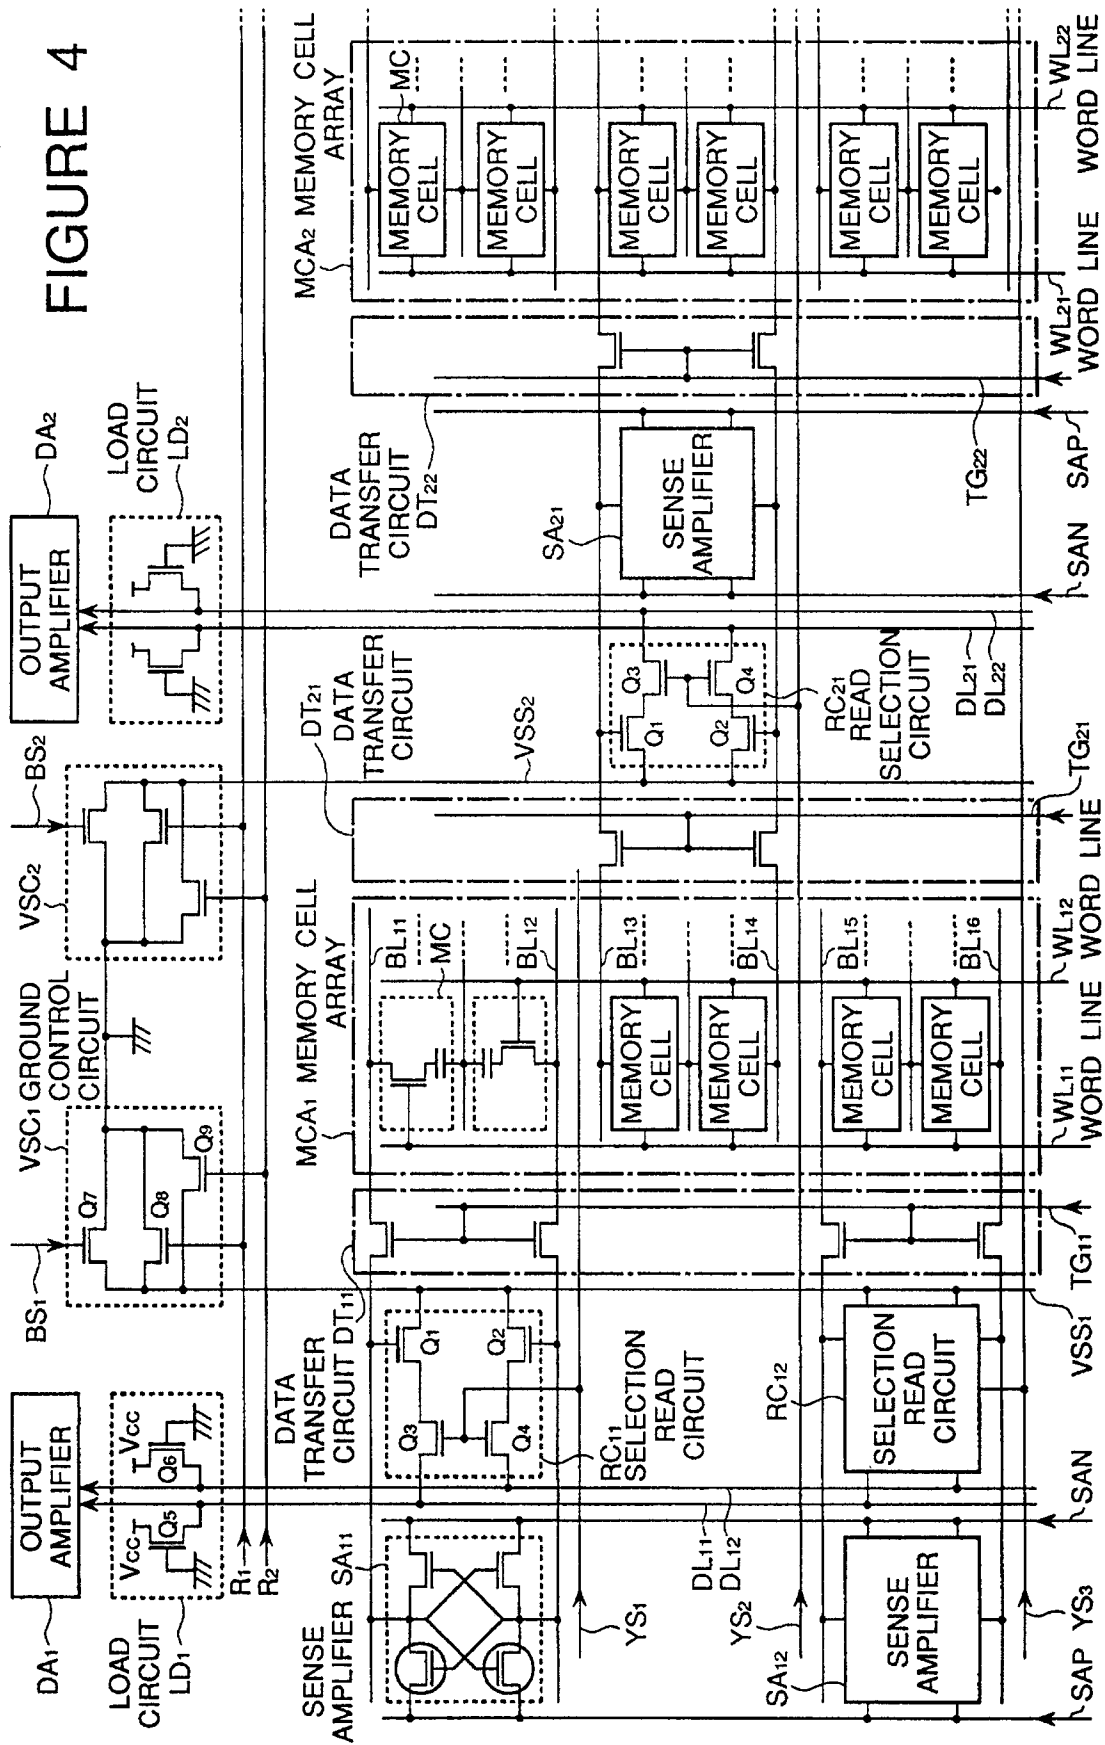 FIGURE 4
DA1
OUTPUT
AMPLIFIER
LOAD
CIRCUIT
LD1
VCC
Q5
VCC
Q6
R1
R2
BS1
Q7
Q8
Q9
VSC1 GROUND
CONTROL
CIRCUIT
VSC2
BS2
OUTPUT
AMPLIFIER
DA2
LOAD
CIRCUIT
LD2
SENSE
AMPLIFIER SA11
DATA
TRANSFER
CIRCUIT DT11
Q1
Q2
Q3
Q4
RC11
SELECTION
READ
CIRCUIT
DL11
DL12
YS1
YS2
MCA1 MEMORY CELL
ARRAY
BL11
MC
BL12
BL13
MEMORY
CELL
MEMORY
CELL
BL14
BL15
MEMORY
CELL
MEMORY
CELL
BL16
DT21
DATA
TRANSFER
CIRCUIT
VSS2
Q1
Q3
Q2
Q4
RC21
READ
SELECTION
CIRCUIT
DL21
DL22
DATA
TRANSFER
CIRCUIT
DT22
SA21
SENSE
AMPLIFIER
TG22
MCA2 MEMORY CELL
ARRAY
MC
MEMORY
CELL
MEMORY
CELL
MEMORY
CELL
MEMORY
CELL
MEMORY
CELL
MEMORY
CELL
SA12
SENSE
AMPLIFIER
RC12
SELECTION
READ
CIRCUIT
SAP
YS3
SAN
VSS1
TG11
WL11
WORD LINE
WL12
WORD LINE
TG21
SAN
SAP
WL21
WORD LINE
WL22
WORD LINE